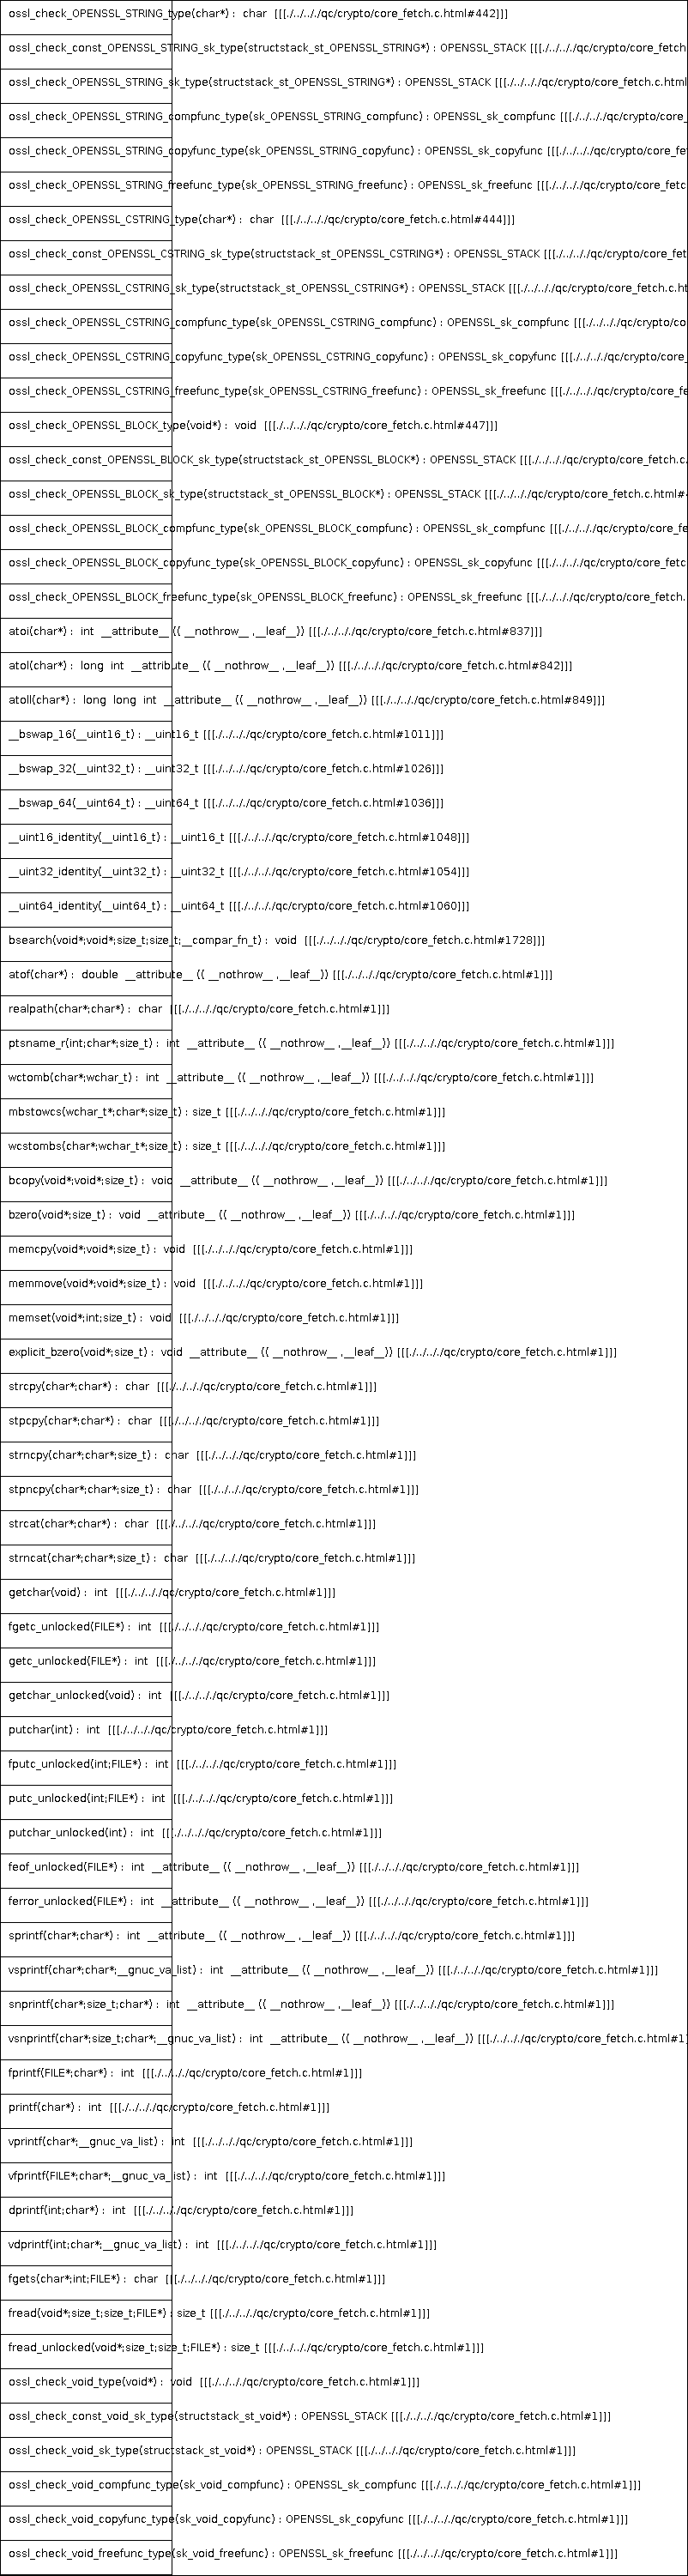 ossl_check_OPENSSL_STRING_type(char*) : char [[[./../../qc/crypto/core_fetch.c.html#442]]]
ossl_check_const_OPENSSL_STRING_sk_type(structstack_st_OPENSSL_STRING*) : OPENSSL_STACK [[[./../../qc/crypto/core_fetch
ossl_check_OPENSSL_STRING_sk_type(structstack_st_OPENSSL_STRING*) : OPENSSL_STACK [[[./../../qc/crypto/core_fetch.c.html
ossl_check_OPENSSL_STRING_compfunc_type(sk_OPENSSL_STRING_compfunc) : OPENSSL_sk_compfunc [[[./../../qc/crypto/core_
ossl_check_OPENSSL_STRING_copyfunc_type(sk_OPENSSL_STRING_copyfunc) : OPENSSL_sk_copyfunc [[[./../../qc/crypto/core_fet
ossl_check_OPENSSL_STRING_freefunc_type(sk_OPENSSL_STRING_freefunc) : OPENSSL_sk_freefunc [[[./../../qc/crypto/core_fetc
ossl_check_OPENSSL_CSTRING_type(char*) : char [[[./../../qc/crypto/core_fetch.c.html#444]]]
ossl_check_const_OPENSSL_CSTRING_sk_type(structstack_st_OPENSSL_CSTRING*) : OPENSSL_STACK [[[./../../qc/crypto/core_fet
ossl_check_OPENSSL_CSTRING_sk_type(structstack_st_OPENSSL_CSTRING*) : OPENSSL_STACK [[[./../../qc/crypto/core_fetch.c.ht
ossl_check_OPENSSL_CSTRING_compfunc_type(sk_OPENSSL_CSTRING_compfunc) : OPENSSL_sk_compfunc [[[./../../qc/crypto/co
ossl_check_OPENSSL_CSTRING_copyfunc_type(sk_OPENSSL_CSTRING_copyfunc) : OPENSSL_sk_copyfunc [[[./../../qc/crypto/core_
ossl_check_OPENSSL_CSTRING_freefunc_type(sk_OPENSSL_CSTRING_freefunc) : OPENSSL_sk_freefunc [[[./../../qc/crypto/core_fe
ossl_check_OPENSSL_BLOCK_type(void*) : void [[[./../../qc/crypto/core_fetch.c.html#447]]]
ossl_check_const_OPENSSL_BLOCK_sk_type(structstack_st_OPENSSL_BLOCK*) : OPENSSL_STACK [[[./../../qc/crypto/core_fetch.c.
ossl_check_OPENSSL_BLOCK_sk_type(structstack_st_OPENSSL_BLOCK*) : OPENSSL_STACK [[[./../../qc/crypto/core_fetch.c.html#
ossl_check_OPENSSL_BLOCK_compfunc_type(sk_OPENSSL_BLOCK_compfunc) : OPENSSL_sk_compfunc [[[./../../qc/crypto/core_fe
ossl_check_OPENSSL_BLOCK_copyfunc_type(sk_OPENSSL_BLOCK_copyfunc) : OPENSSL_sk_copyfunc [[[./../../qc/crypto/core_fetc
ossl_check_OPENSSL_BLOCK_freefunc_type(sk_OPENSSL_BLOCK_freefunc) : OPENSSL_sk_freefunc [[[./../../qc/crypto/core_fetch.
atoi(char*) : int __attribute__ (( __nothrow__ ,__leaf__)) [[[./../../qc/crypto/core_fetch.c.html#837]]]
atol(char*) : long int __attribute__ (( __nothrow__ ,__leaf__)) [[[./../../qc/crypto/core_fetch.c.html#842]]]
atoll(char*) : long long int __attribute__ (( __nothrow__ ,__leaf__)) [[[./../../qc/crypto/core_fetch.c.html#849]]]
__bswap_16(__uint16_t) : __uint16_t [[[./../../qc/crypto/core_fetch.c.html#1011]]]
__bswap_32(__uint32_t) : __uint32_t [[[./../../qc/crypto/core_fetch.c.html#1026]]]
__bswap_64(__uint64_t) : __uint64_t [[[./../../qc/crypto/core_fetch.c.html#1036]]]
__uint16_identity(__uint16_t) : __uint16_t [[[./../../qc/crypto/core_fetch.c.html#1048]]]
__uint32_identity(__uint32_t) : __uint32_t [[[./../../qc/crypto/core_fetch.c.html#1054]]]
__uint64_identity(__uint64_t) : __uint64_t [[[./../../qc/crypto/core_fetch.c.html#1060]]]
bsearch(void*;void*;size_t;size_t;__compar_fn_t) : void [[[./../../qc/crypto/core_fetch.c.html#1728]]]
atof(char*) : double __attribute__ (( __nothrow__ ,__leaf__)) [[[./../../qc/crypto/core_fetch.c.html#1]]]
realpath(char*;char*) : char [[[./../../qc/crypto/core_fetch.c.html#1]]]
ptsname_r(int;char*;size_t) : int __attribute__ (( __nothrow__ ,__leaf__)) [[[./../../qc/crypto/core_fetch.c.html#1]]]
wctomb(char*;wchar_t) : int __attribute__ (( __nothrow__ ,__leaf__)) [[[./../../qc/crypto/core_fetch.c.html#1]]]
mbstowcs(wchar_t*;char*;size_t) : size_t [[[./../../qc/crypto/core_fetch.c.html#1]]]
wcstombs(char*;wchar_t*;size_t) : size_t [[[./../../qc/crypto/core_fetch.c.html#1]]]
bcopy(void*;void*;size_t) : void __attribute__ (( __nothrow__ ,__leaf__)) [[[./../../qc/crypto/core_fetch.c.html#1]]]
bzero(void*;size_t) : void __attribute__ (( __nothrow__ ,__leaf__)) [[[./../../qc/crypto/core_fetch.c.html#1]]]
memcpy(void*;void*;size_t) : void [[[./../../qc/crypto/core_fetch.c.html#1]]]
memmove(void*;void*;size_t) : void [[[./../../qc/crypto/core_fetch.c.html#1]]]
memset(void*;int;size_t) : void [[[./../../qc/crypto/core_fetch.c.html#1]]]
explicit_bzero(void*;size_t) : void __attribute__ (( __nothrow__ ,__leaf__)) [[[./../../qc/crypto/core_fetch.c.html#1]]]
strcpy(char*;char*) : char [[[./../../qc/crypto/core_fetch.c.html#1]]]
stpcpy(char*;char*) : char [[[./../../qc/crypto/core_fetch.c.html#1]]]
strncpy(char*;char*;size_t) : char [[[./../../qc/crypto/core_fetch.c.html#1]]]
stpncpy(char*;char*;size_t) : char [[[./../../qc/crypto/core_fetch.c.html#1]]]
strcat(char*;char*) : char [[[./../../qc/crypto/core_fetch.c.html#1]]]
strncat(char*;char*;size_t) : char [[[./../../qc/crypto/core_fetch.c.html#1]]]
getchar(void) : int [[[./../../qc/crypto/core_fetch.c.html#1]]]
fgetc_unlocked(FILE*) : int [[[./../../qc/crypto/core_fetch.c.html#1]]]
getc_unlocked(FILE*) : int [[[./../../qc/crypto/core_fetch.c.html#1]]]
getchar_unlocked(void) : int [[[./../../qc/crypto/core_fetch.c.html#1]]]
putchar(int) : int [[[./../../qc/crypto/core_fetch.c.html#1]]]
fputc_unlocked(int;FILE*) : int [[[./../../qc/crypto/core_fetch.c.html#1]]]
putc_unlocked(int;FILE*) : int [[[./../../qc/crypto/core_fetch.c.html#1]]]
putchar_unlocked(int) : int [[[./../../qc/crypto/core_fetch.c.html#1]]]
feof_unlocked(FILE*) : int __attribute__ (( __nothrow__ ,__leaf__)) [[[./../../qc/crypto/core_fetch.c.html#1]]]
ferror_unlocked(FILE*) : int __attribute__ (( __nothrow__ ,__leaf__)) [[[./../../qc/crypto/core_fetch.c.html#1]]]
sprintf(char*;char*) : int __attribute__ (( __nothrow__ ,__leaf__)) [[[./../../qc/crypto/core_fetch.c.html#1]]]
vsprintf(char*;char*;__gnuc_va_list) : int __attribute__ (( __nothrow__ ,__leaf__)) [[[./../../qc/crypto/core_fetch.c.html#1]]]
snprintf(char*;size_t;char*) : int __attribute__ (( __nothrow__ ,__leaf__)) [[[./../../qc/crypto/core_fetch.c.html#1]]]
vsnprintf(char*;size_t;char*;__gnuc_va_list) : int __attribute__ (( __nothrow__ ,__leaf__)) [[[./../../qc/crypto/core_fetch.c.html#1]
fprintf(FILE*;char*) : int [[[./../../qc/crypto/core_fetch.c.html#1]]]
printf(char*) : int [[[./../../qc/crypto/core_fetch.c.html#1]]]
vprintf(char*;__gnuc_va_list) : int [[[./../../qc/crypto/core_fetch.c.html#1]]]
vfprintf(FILE*;char*;__gnuc_va_list) : int [[[./../../qc/crypto/core_fetch.c.html#1]]]
dprintf(int;char*) : int [[[./../../qc/crypto/core_fetch.c.html#1]]]
vdprintf(int;char*;__gnuc_va_list) : int [[[./../../qc/crypto/core_fetch.c.html#1]]]
fgets(char*;int;FILE*) : char [[[./../../qc/crypto/core_fetch.c.html#1]]]
fread(void*;size_t;size_t;FILE*) : size_t [[[./../../qc/crypto/core_fetch.c.html#1]]]
fread_unlocked(void*;size_t;size_t;FILE*) : size_t [[[./../../qc/crypto/core_fetch.c.html#1]]]
ossl_check_void_type(void*) : void [[[./../../qc/crypto/core_fetch.c.html#1]]]
ossl_check_const_void_sk_type(structstack_st_void*) : OPENSSL_STACK [[[./../../qc/crypto/core_fetch.c.html#1]]]
ossl_check_void_sk_type(structstack_st_void*) : OPENSSL_STACK [[[./../../qc/crypto/core_fetch.c.html#1]]]
ossl_check_void_compfunc_type(sk_void_compfunc) : OPENSSL_sk_compfunc [[[./../../qc/crypto/core_fetch.c.html#1]]]
ossl_check_void_copyfunc_type(sk_void_copyfunc) : OPENSSL_sk_copyfunc [[[./../../qc/crypto/core_fetch.c.html#1]]]
ossl_check_void_freefunc_type(sk_void_freefunc) : OPENSSL_sk_freefunc [[[./../../qc/crypto/core_fetch.c.html#1]]]